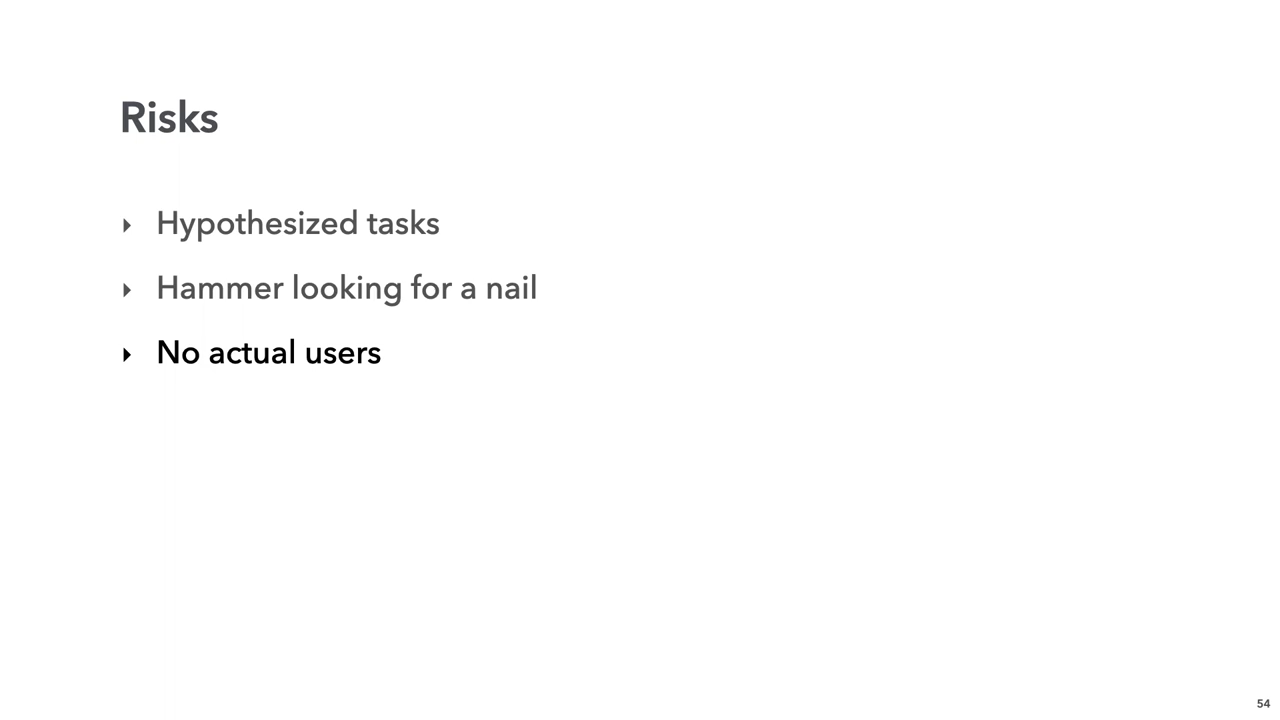 Risks
‣ Hypothesized tasks
‣ Hammer looking for a nail
‣ No actual users
54